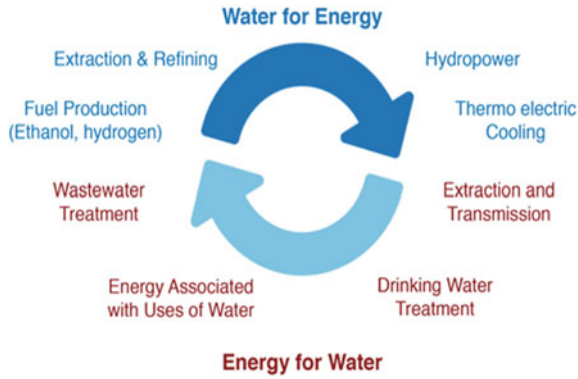 Water for Energy
Extraction & Refining
Hydropower
Fuel Production
(Ethanol, hydrogen)
Thermo electric
Cooling
Wastewater
Treatment
Extraction and
Transmission
Energy Associated
with Uses of Water
Drinking Water
Treatment
Energy for Water